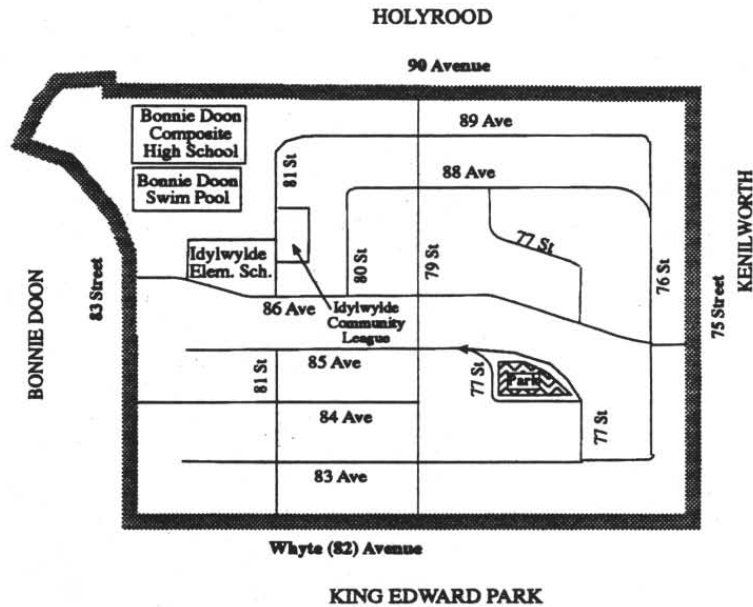 HOLYROOD
90 Avenue
Bonnie Doon
Composite
High School
89 Ave
81 St
88 Ave
Bonnie Doon
Swim Pool
77 St
KENILWORTH
Idylwylde
Elem. Sch.
80 St
79 St
76 St
75 Street
83 Street
BONNIE DOON
86 Ave
Idylwylde
Community
League
85 Ave
81 St
77 St
Park
84 Ave
77 St
83 Ave
Whyte (82) Avenue
KING EDWARD PARK